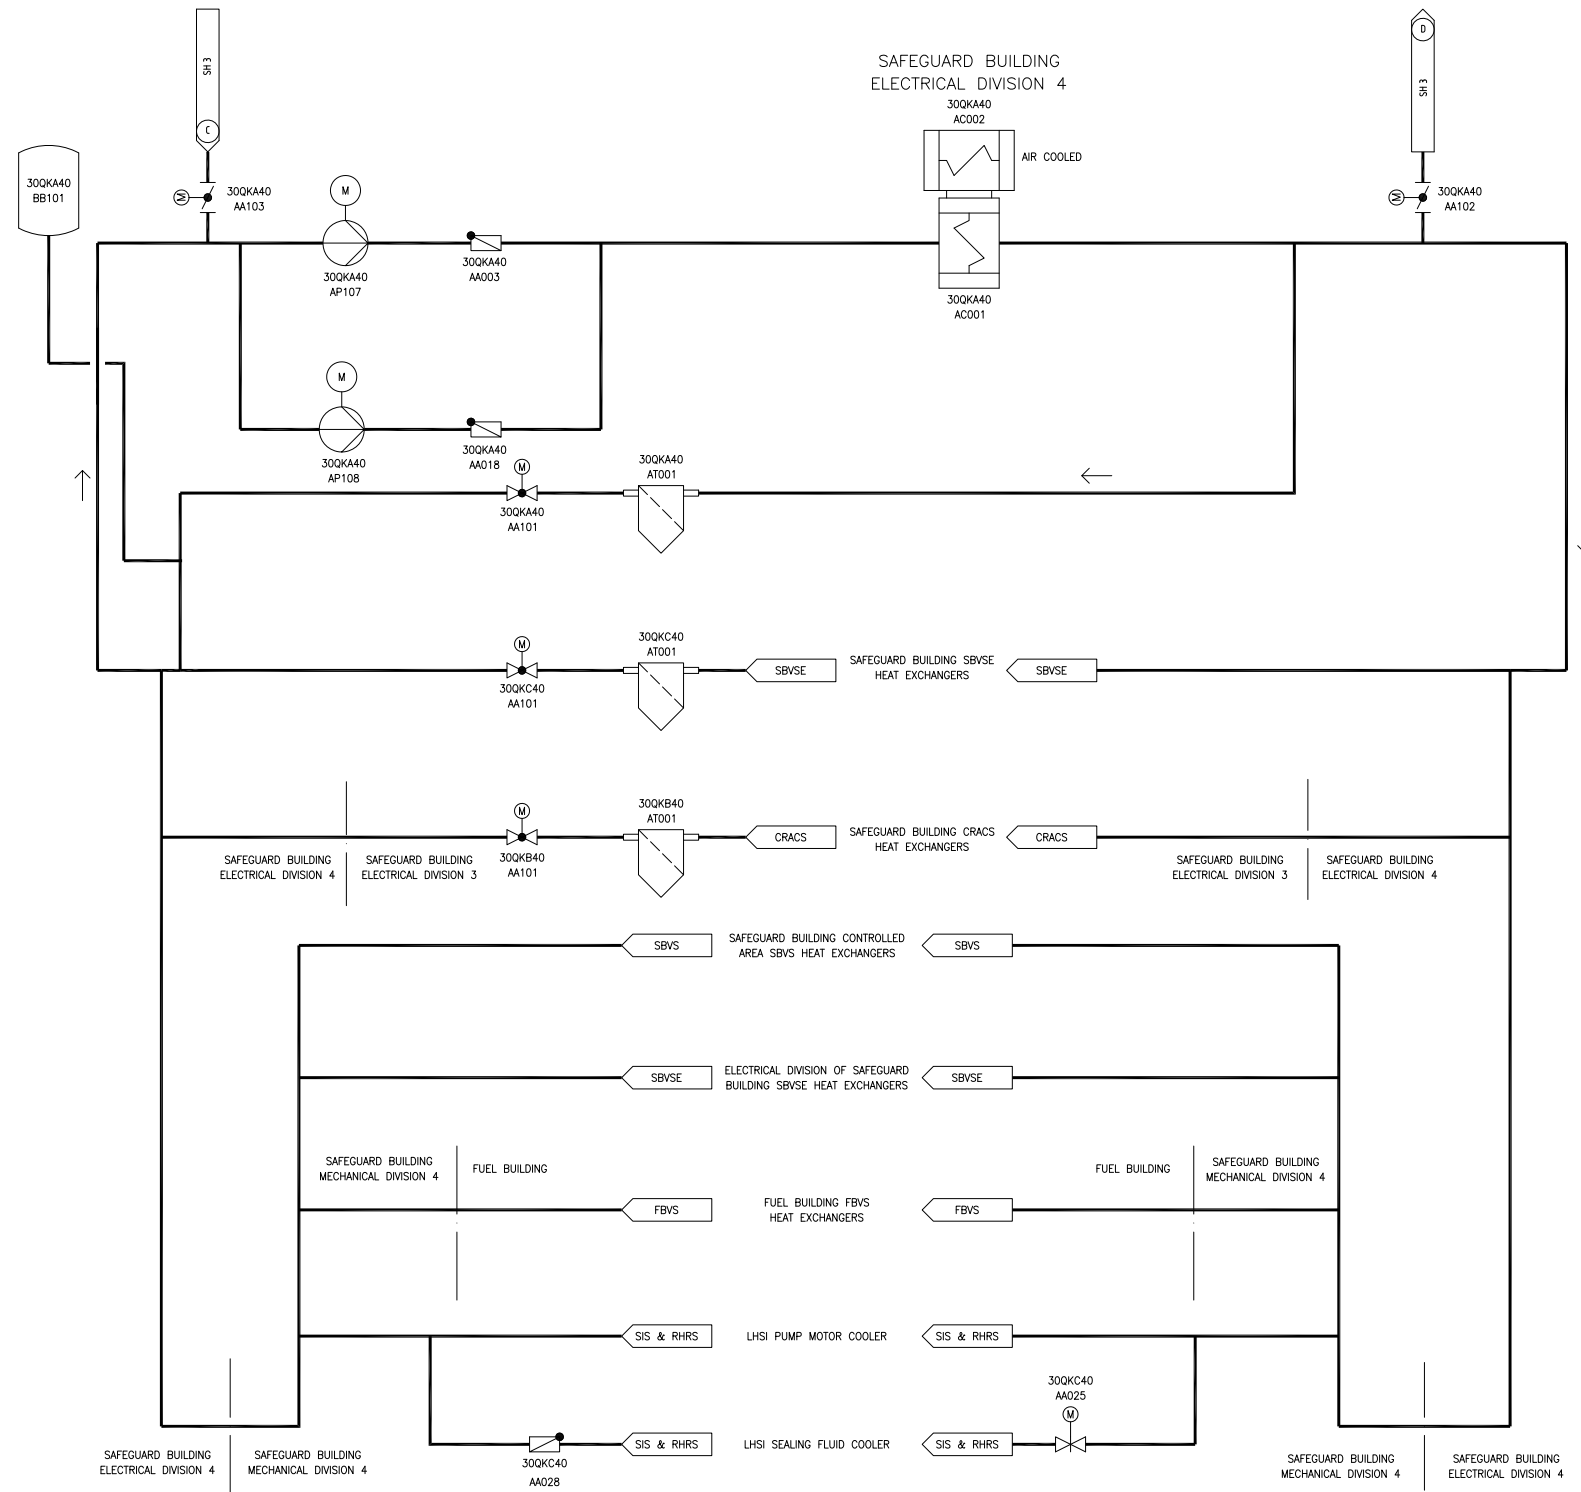 SH 3
C
D
SH 3
SAFEGUARD BUILDING
ELECTRICAL DIVISION 4
30QKA40
AC002
AIR COOLED
30QKA40
BB101
M
30QKA40
AA103
M
M
30QKA40
AA102
30QKA40
AP107
30QKA40
AA003
30QKA40
AC001
M
30QKA40
AP108
30QKA40
AA018
M
30QKA40
AA101
30QKA40
AT001
M
30QKC40
AA101
30QKC40
AT001
SBVSE
SAFEGUARD BUILDING SBVSE
HEAT EXCHANGERS
SBVSE
M
30QKB40
AA101
30QKB40
AT001
CRACS
SAFEGUARD BUILDING CRACS
HEAT EXCHANGERS
CRACS
SAFEGUARD BUILDING
ELECTRICAL DIVISION 4
SAFEGUARD BUILDING
ELECTRICAL DIVISION 3
SAFEGUARD BUILDING
ELECTRICAL DIVISION 3
SAFEGUARD BUILDING
ELECTRICAL DIVISION 4
SBVS
SAFEGUARD BUILDING CONTROLLED
AREA SBVS HEAT EXCHANGERS
SBVS
SBVSE
ELECTRICAL DIVISION OF SAFEGUARD
BUILDING SBVSE HEAT EXCHANGERS
SBVSE
SAFEGUARD BUILDING
MECHANICAL DIVISION 4
FUEL BUILDING
FUEL BUILDING
SAFEGUARD BUILDING
MECHANICAL DIVISION 4
FBVS
FUEL BUILDING FBVS
HEAT EXCHANGERS
FBVS
SIS & RHRS
LHSI PUMP MOTOR COOLER
SIS & RHRS
30QKC40
AA025
M
SIS & RHRS
LHSI SEALING FLUID COOLER
SIS & RHRS
30QKC40
AA028
SAFEGUARD BUILDING
ELECTRICAL DIVISION 4
SAFEGUARD BUILDING
MECHANICAL DIVISION 4
SAFEGUARD BUILDING
MECHANICAL DIVISION 4
SAFEGUARD BUILDING
ELECTRICAL DIVISION 4